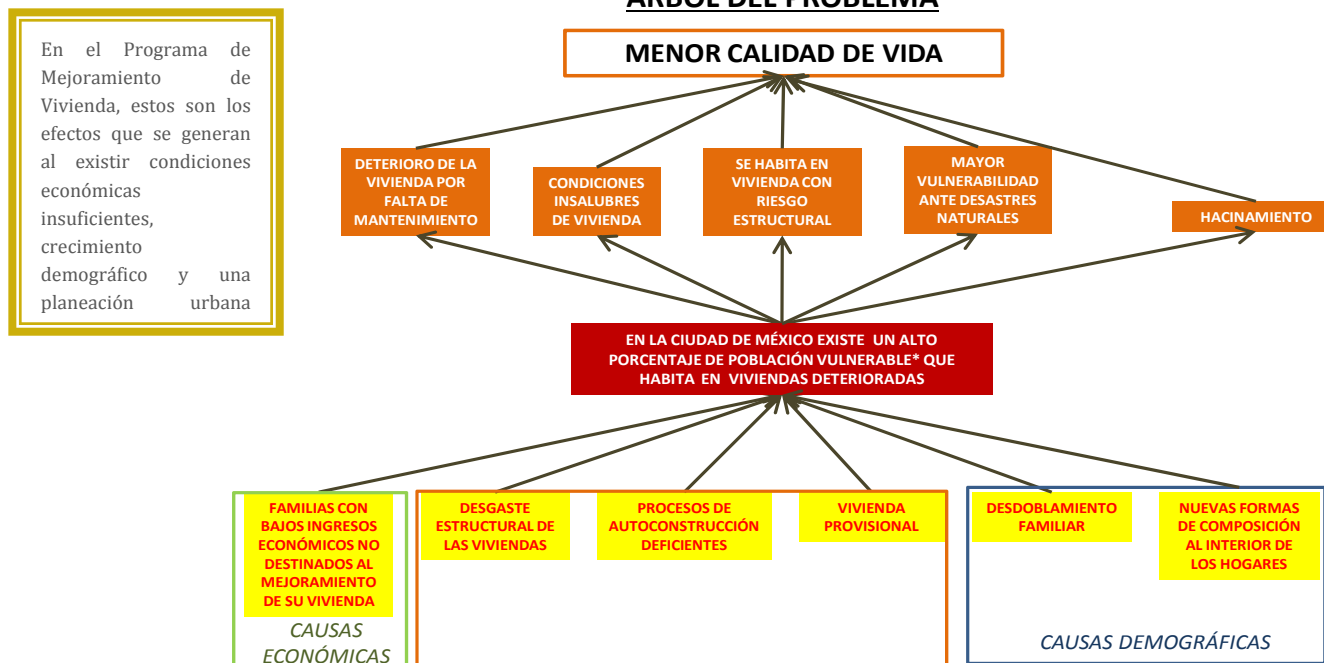 ÁRBOL DEL PROBLEMA
En el Programa de
Mejoramiento de
Vivienda, estos son los
efectos que se generan
al existir condiciones
económicas
insuficientes,
crecimiento
demográfico y una
planeación urbana
MENOR CALIDAD DE VIDA
DETERIORO DE LA
VIVIENDA POR
FALTA DE
MANTENIMIENTO
CONDICIONES
INSALUBRES
DE VIVIENDA
SE HABITA EN
VIVIENDA CON
RIESGO
ESTRUCTURAL
MAYOR
VULNERABILIDAD
ANTE DESASTRES
NATURALES
HACINAMIENTO
EN LA CIUDAD DE MÉXICO EXISTE UN ALTO
PORCENTAJE DE POBLACIÓN VULNERABLE* QUE
HABITA EN VIVIENDAS DETERIORADAS
FAMILIAS CON
BAJOS INGRESOS
ECONÓMICOS NO
DESTINADOS AL
MEJORAMIENTO
DE SU VIVIENDA
CAUSAS
ECONÓMICAS
DESGASTE
ESTRUCTURAL DE
LAS VIVIENDAS
PROCESOS DE
AUTOCONSTRUCCIÓN
DEFICIENTES
VIVIENDA
PROVISIONAL
DESDOBLAMIENTO
FAMILIAR
NUEVAS FORMAS
DE COMPOSICIÓN
AL INTERIOR DE
LOS HOGARES
CAUSAS DEMOGRÁFICAS